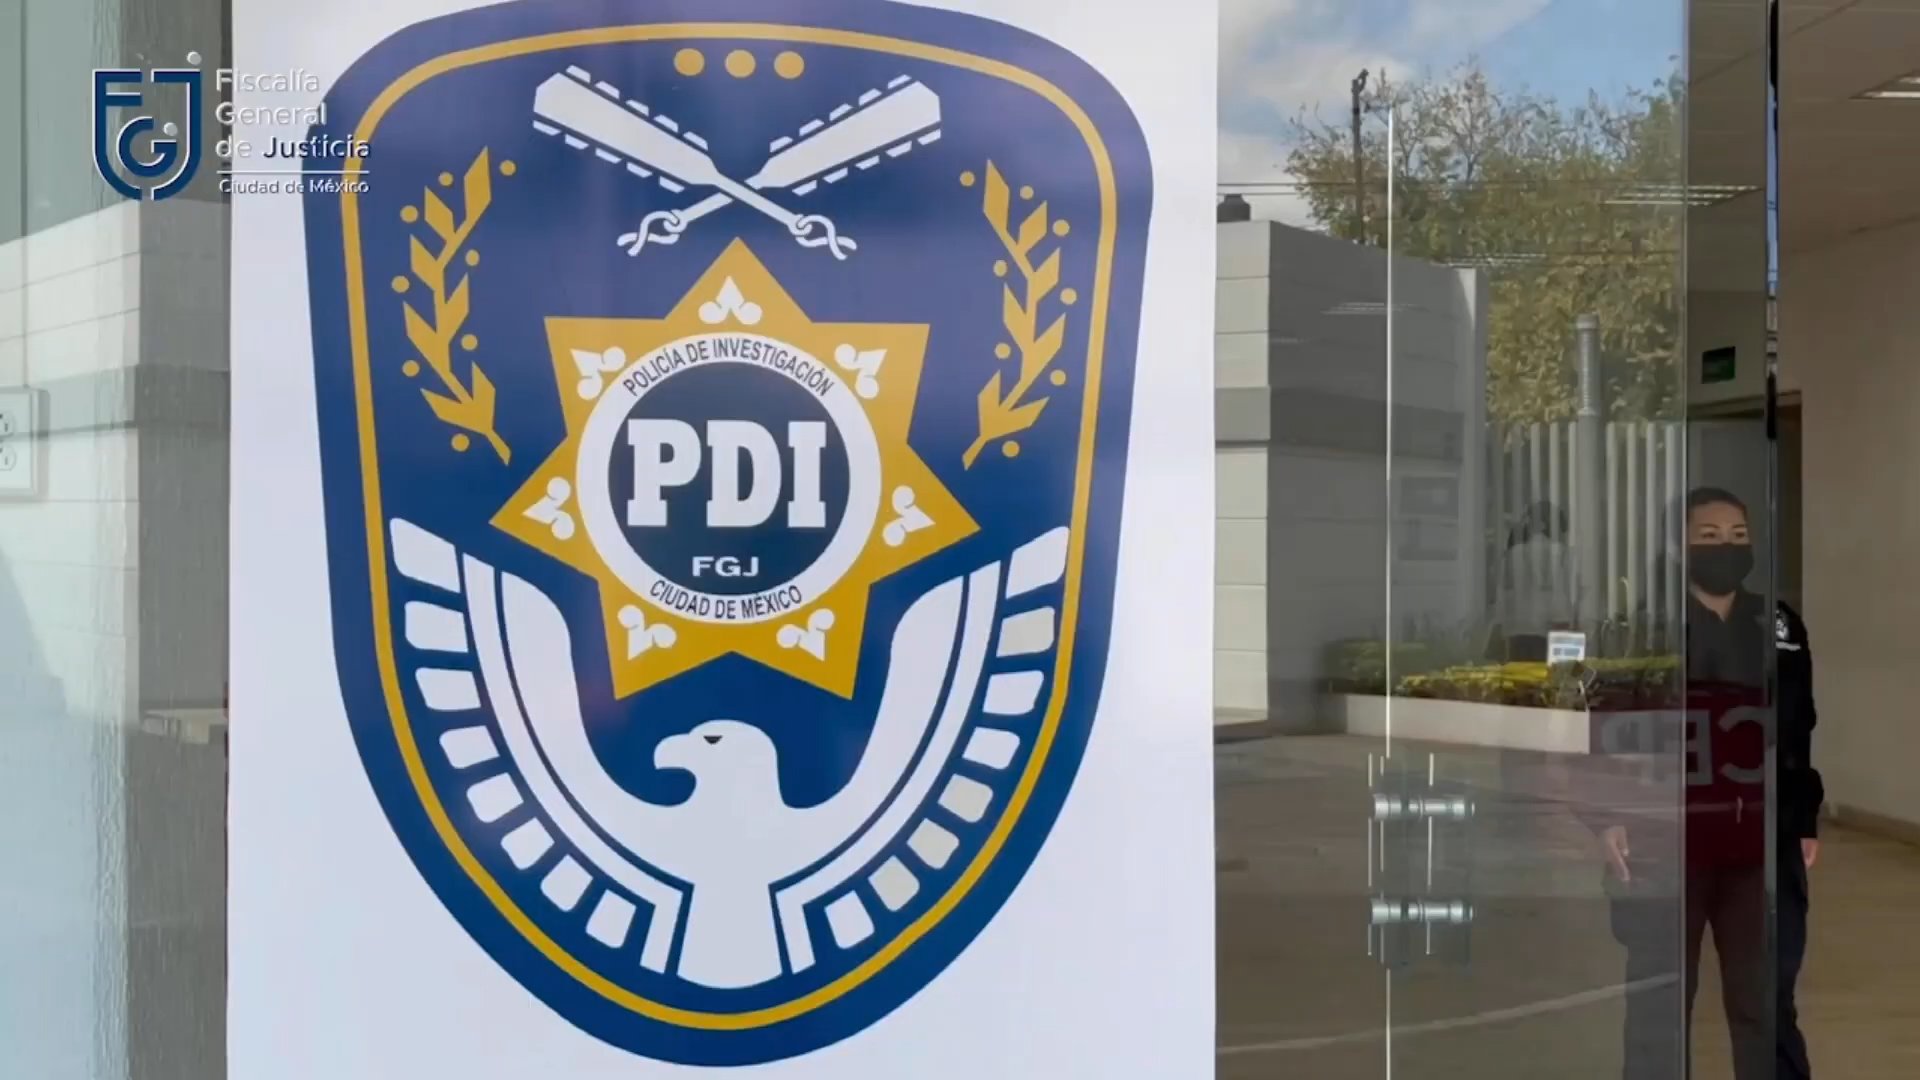 Fiscalía
General
de Justicia
Ciudad de México
POLICÍA DE INVESTIGACIÓN
PDI
FGJ
CIUDAD DE MÉXICO